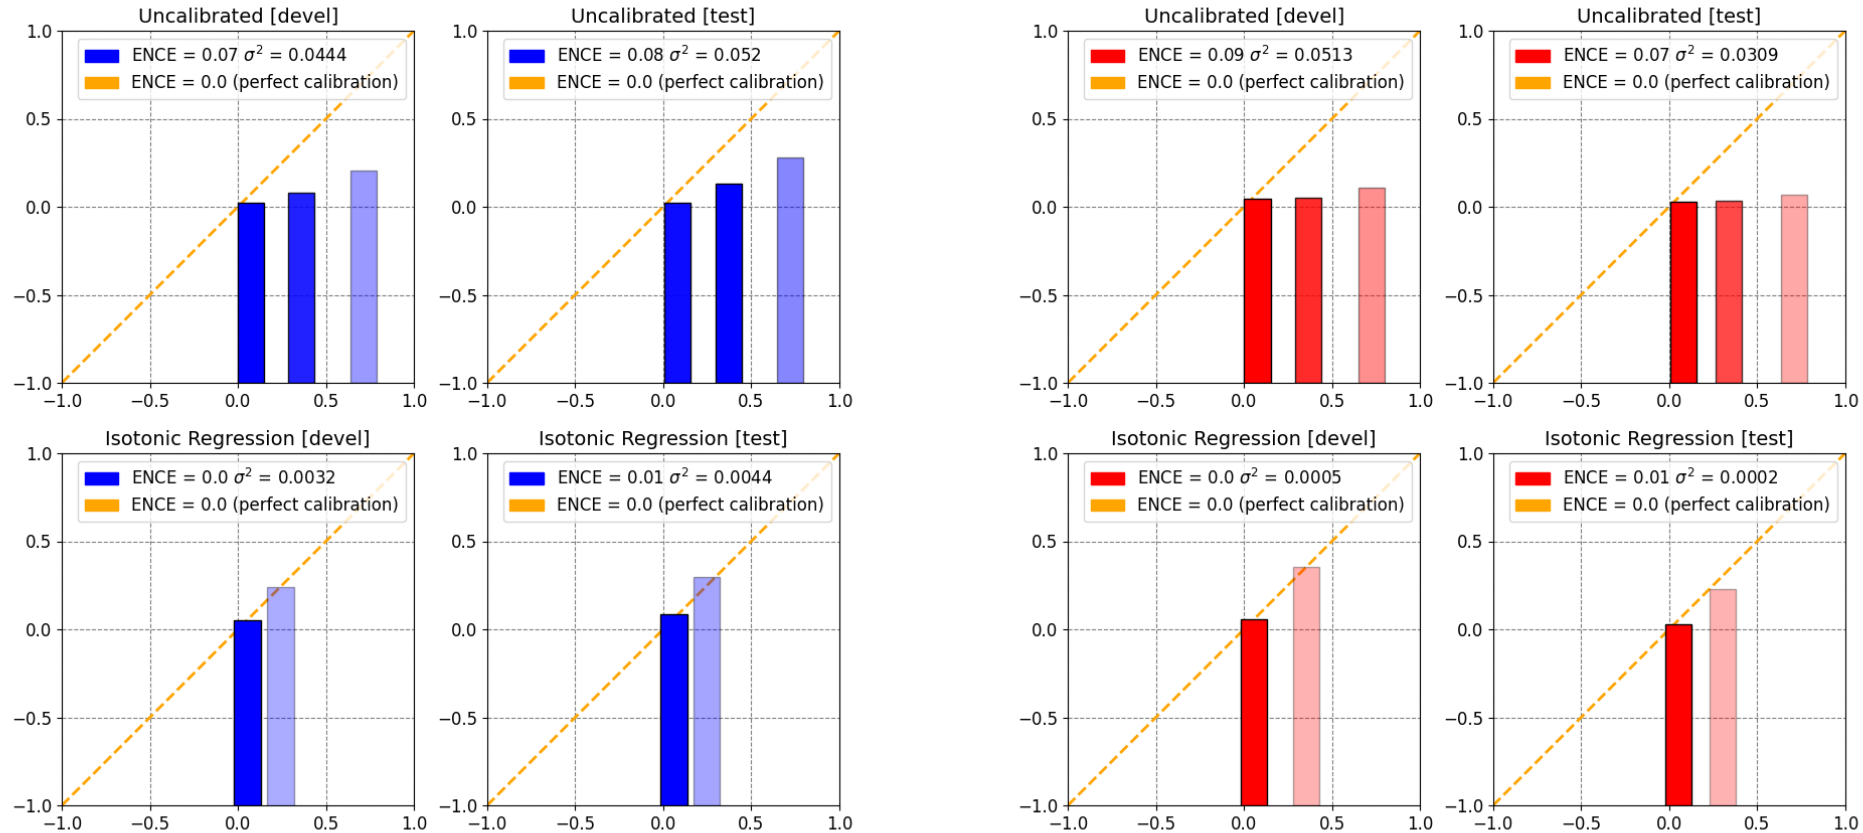 Uncalibrated [devel]
ENCE = 0.07 σ² = 0.0444
ENCE = 0.0 (perfect calibration)
1.0
0.5
0.0
−0.5
−1.0
−1.0 −0.5 0.0 0.5 1.0
Uncalibrated [test]
ENCE = 0.08 σ² = 0.052
ENCE = 0.0 (perfect calibration)
1.0
0.5
0.0
−0.5
−1.0
−1.0 −0.5 0.0 0.5 1.0
Uncalibrated [devel]
ENCE = 0.09 σ² = 0.0513
ENCE = 0.0 (perfect calibration)
1.0
0.5
0.0
−0.5
−1.0
−1.0 −0.5 0.0 0.5 1.0
Uncalibrated [test]
ENCE = 0.07 σ² = 0.0309
ENCE = 0.0 (perfect calibration)
1.0
0.5
0.0
−0.5
−1.0
−1.0 −0.5 0.0 0.5 1.0
Isotonic Regression [devel]
ENCE = 0.0 σ² = 0.0032
ENCE = 0.0 (perfect calibration)
1.0
0.5
0.0
−0.5
−1.0
−1.0 −0.5 0.0 0.5 1.0
Isotonic Regression [test]
ENCE = 0.01 σ² = 0.0044
ENCE = 0.0 (perfect calibration)
1.0
0.5
0.0
−0.5
−1.0
−1.0 −0.5 0.0 0.5 1.0
Isotonic Regression [devel]
ENCE = 0.0 σ² = 0.0005
ENCE = 0.0 (perfect calibration)
1.0
0.5
0.0
−0.5
−1.0
−1.0 −0.5 0.0 0.5 1.0
Isotonic Regression [test]
ENCE = 0.01 σ² = 0.0002
ENCE = 0.0 (perfect calibration)
1.0
0.5
0.0
−0.5
−1.0
−1.0 −0.5 0.0 0.5 1.0